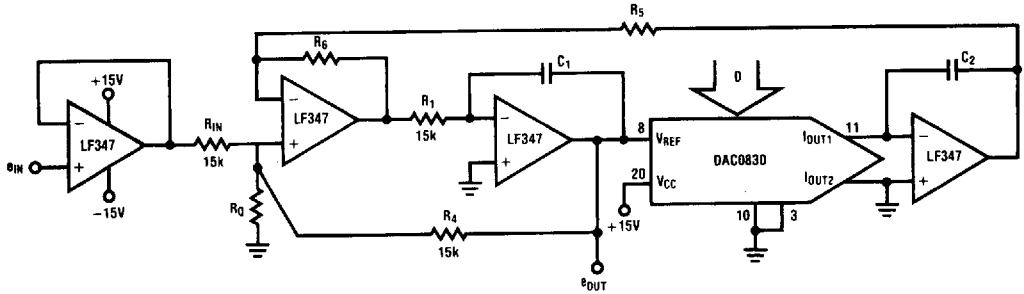 R5
R6
C1
C2
D
+15V
−
LF347
+
eIN
−15V
RIN
15k
−
LF347
+
RQ
R1
15k
−
LF347
+
R4
15k
eOUT
8
VREF
20
VCC
+15V
DAC0830
IOUT1
11
IOUT2
10
3
−
LF347
+